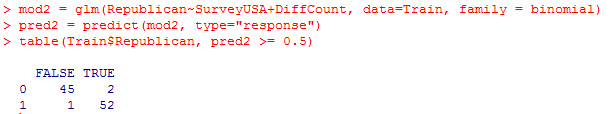 > mod2 = glm(Republican~SurveyUSA+DiffCount, data=Train, family = binomial)
> pred2 = predict(mod2, type="response")
> table(Train$Republican, pred2 >= 0.5)
    FALSE TRUE
  0    45    2
  1     1   52